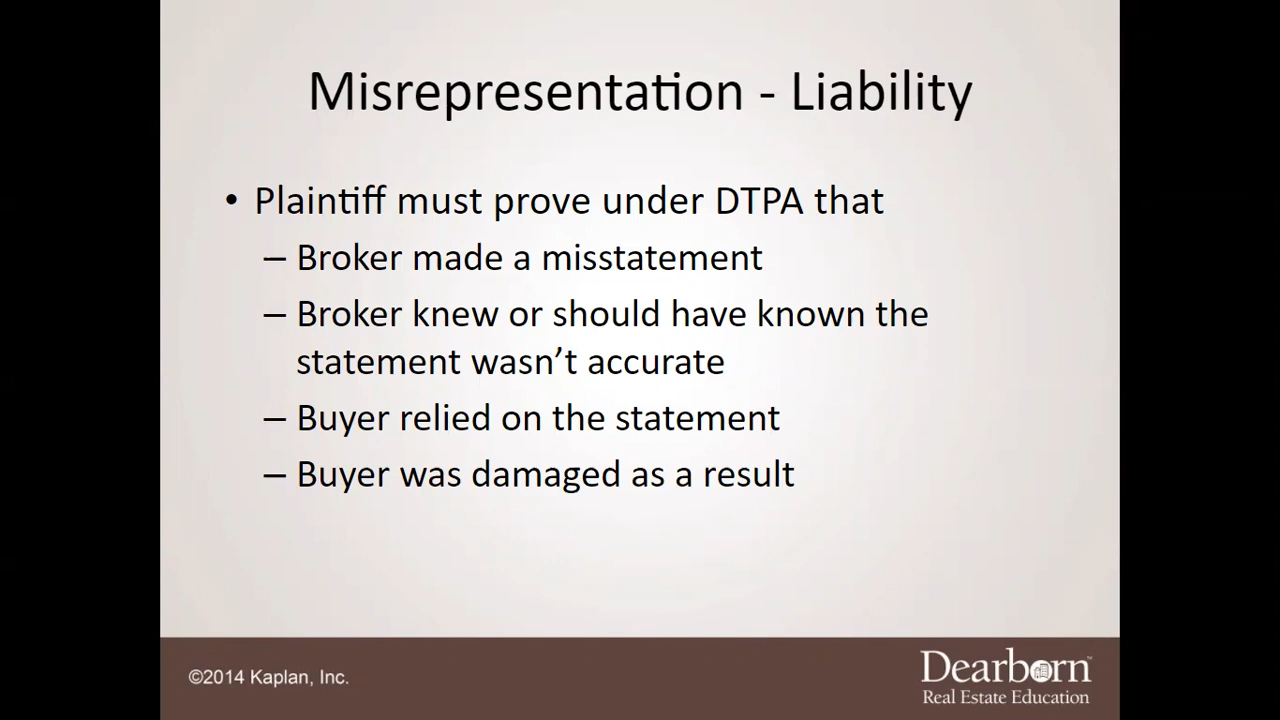 Misrepresentation - Liability
• Plaintiff must prove under DTPA that
– Broker made a misstatement
– Broker knew or should have known the
statement wasn’t accurate
– Buyer relied on the statement
– Buyer was damaged as a result
©2014 Kaplan, Inc.
Dearborn™
Real Estate Education